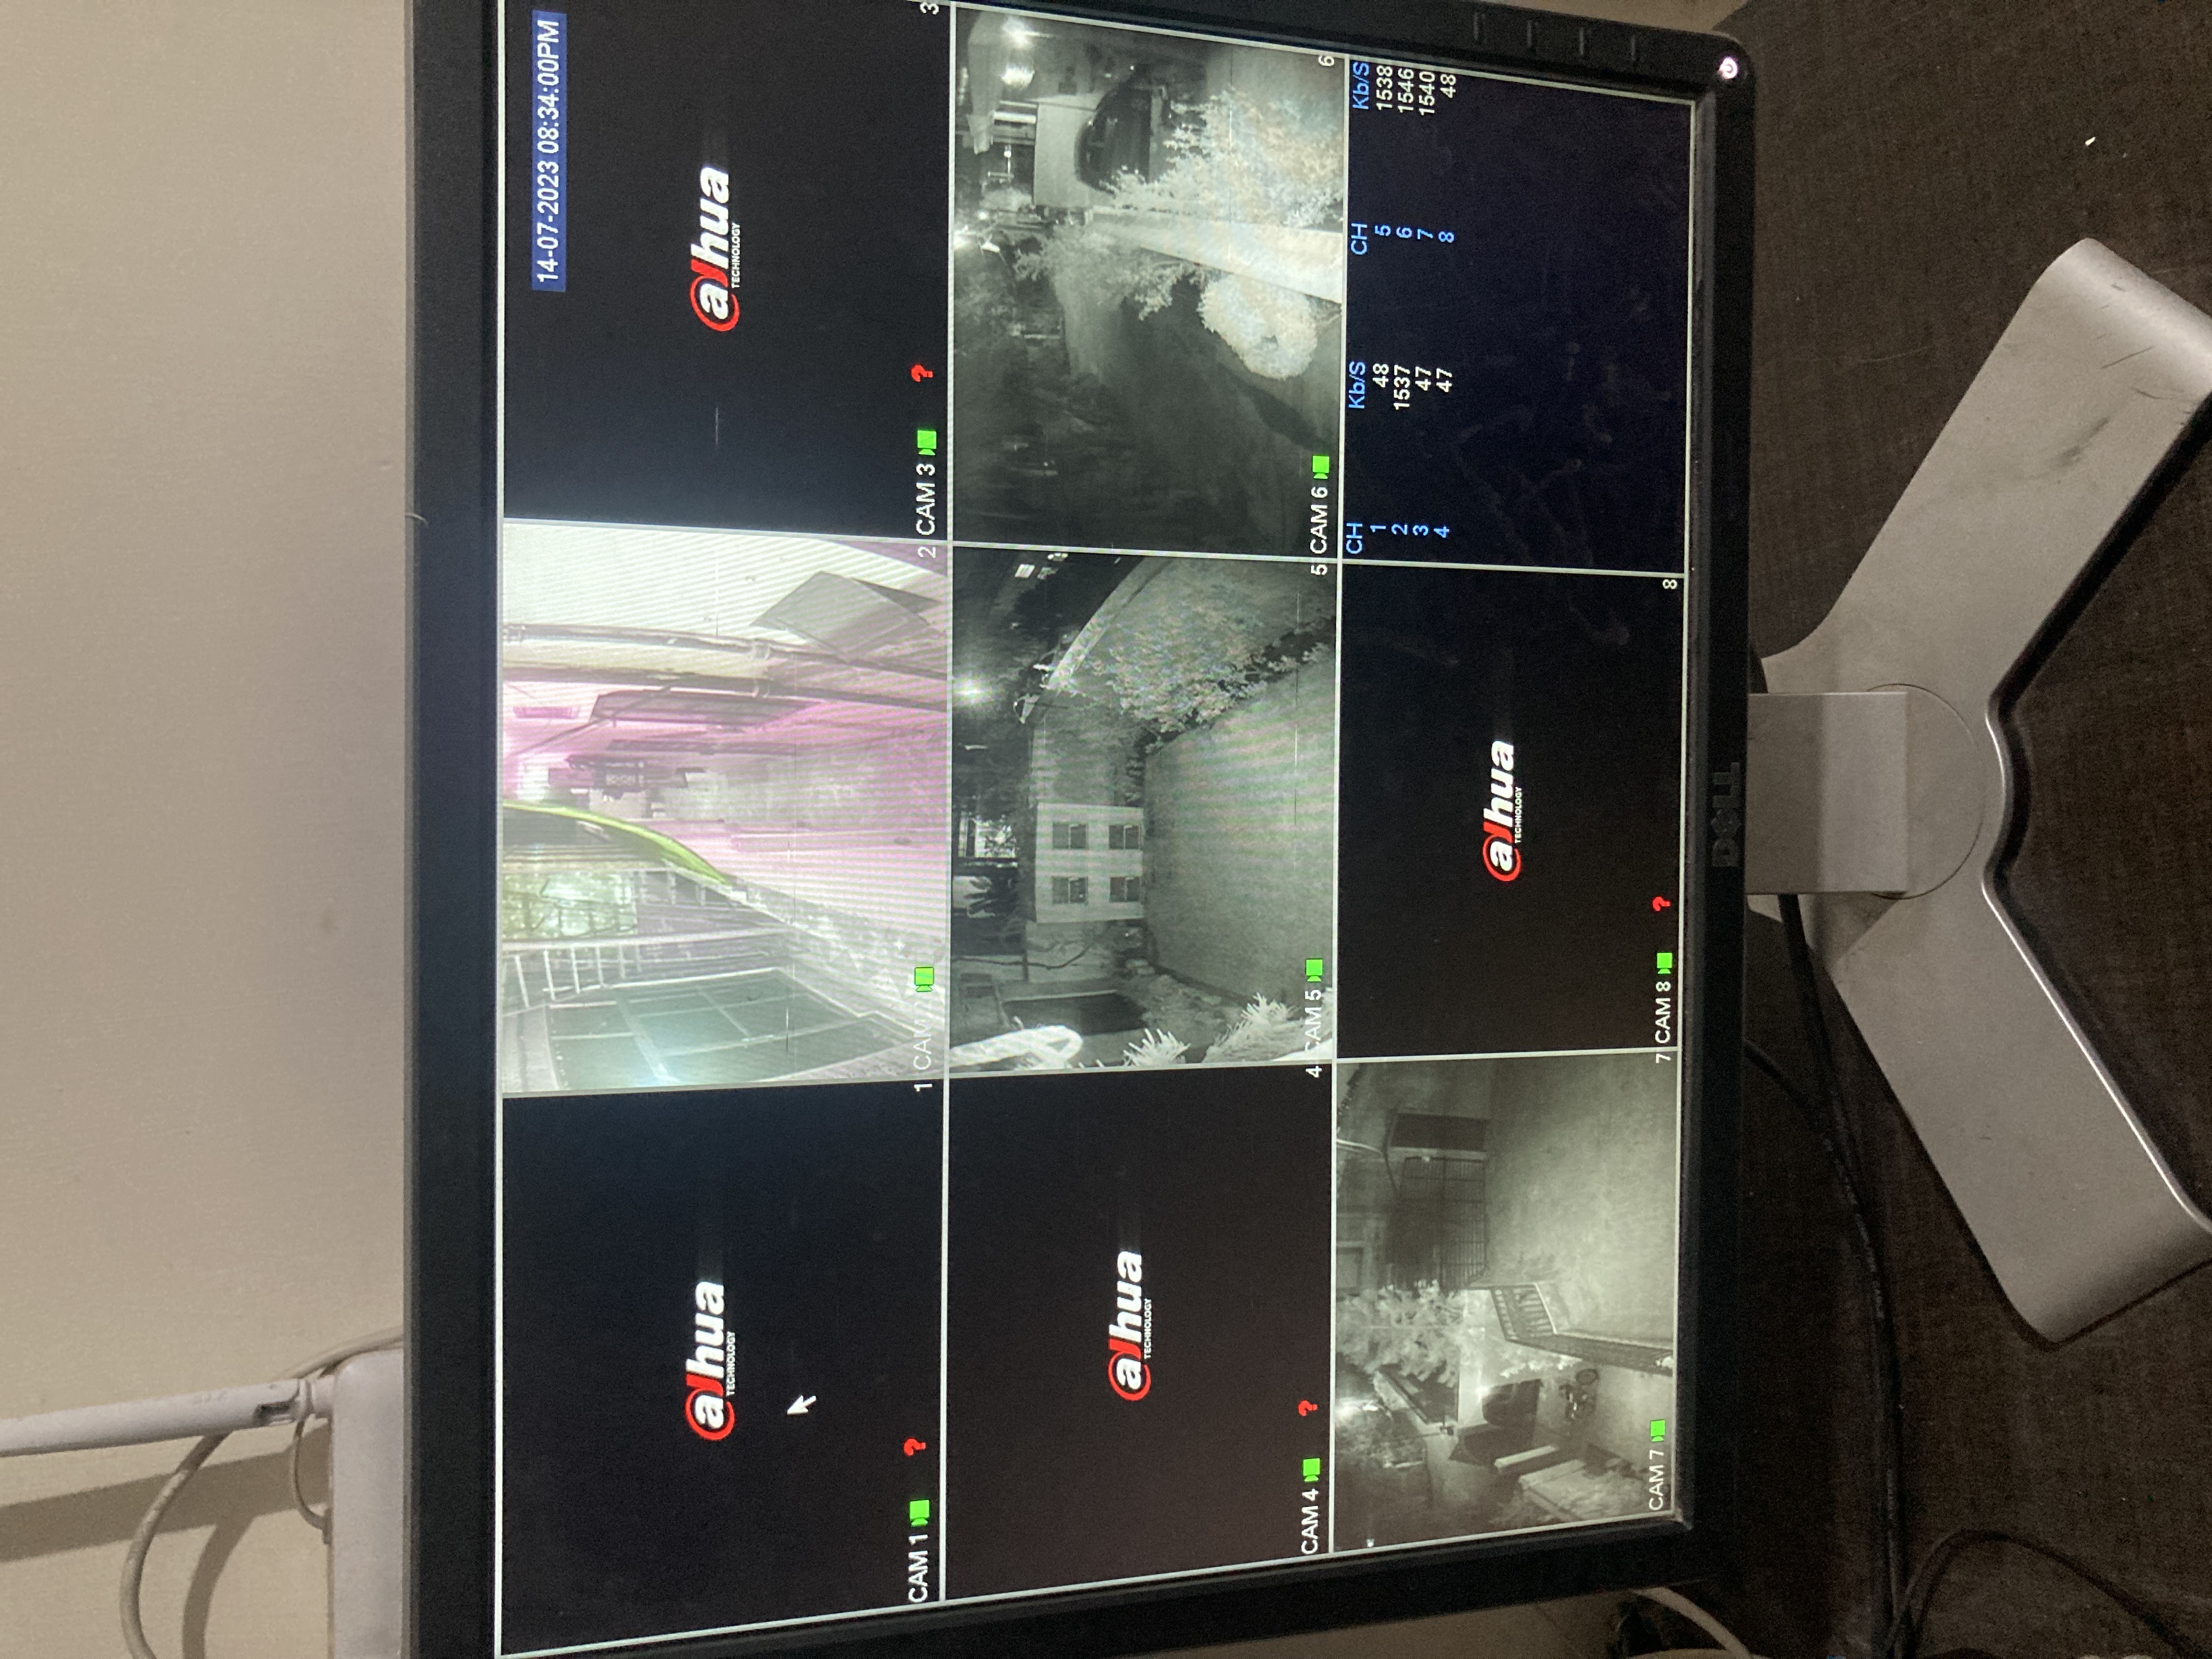 14-07-2023 08:34:00PM
alhua
TECHNOLOGY
CAM 1 ?
1
CAM 2
2
alhua
TECHNOLOGY
CAM 3 ?
3
alhua
TECHNOLOGY
CAM 4 ?
4
CAM 5
5
CAM 6
6
CAM 7
7
alhua
TECHNOLOGY
CAM 8 ?
8
CH Kb/S CH Kb/S
1 48 5 1538
2 1537 6 1546
3 47 7 1540
4 47 8 48
DELL